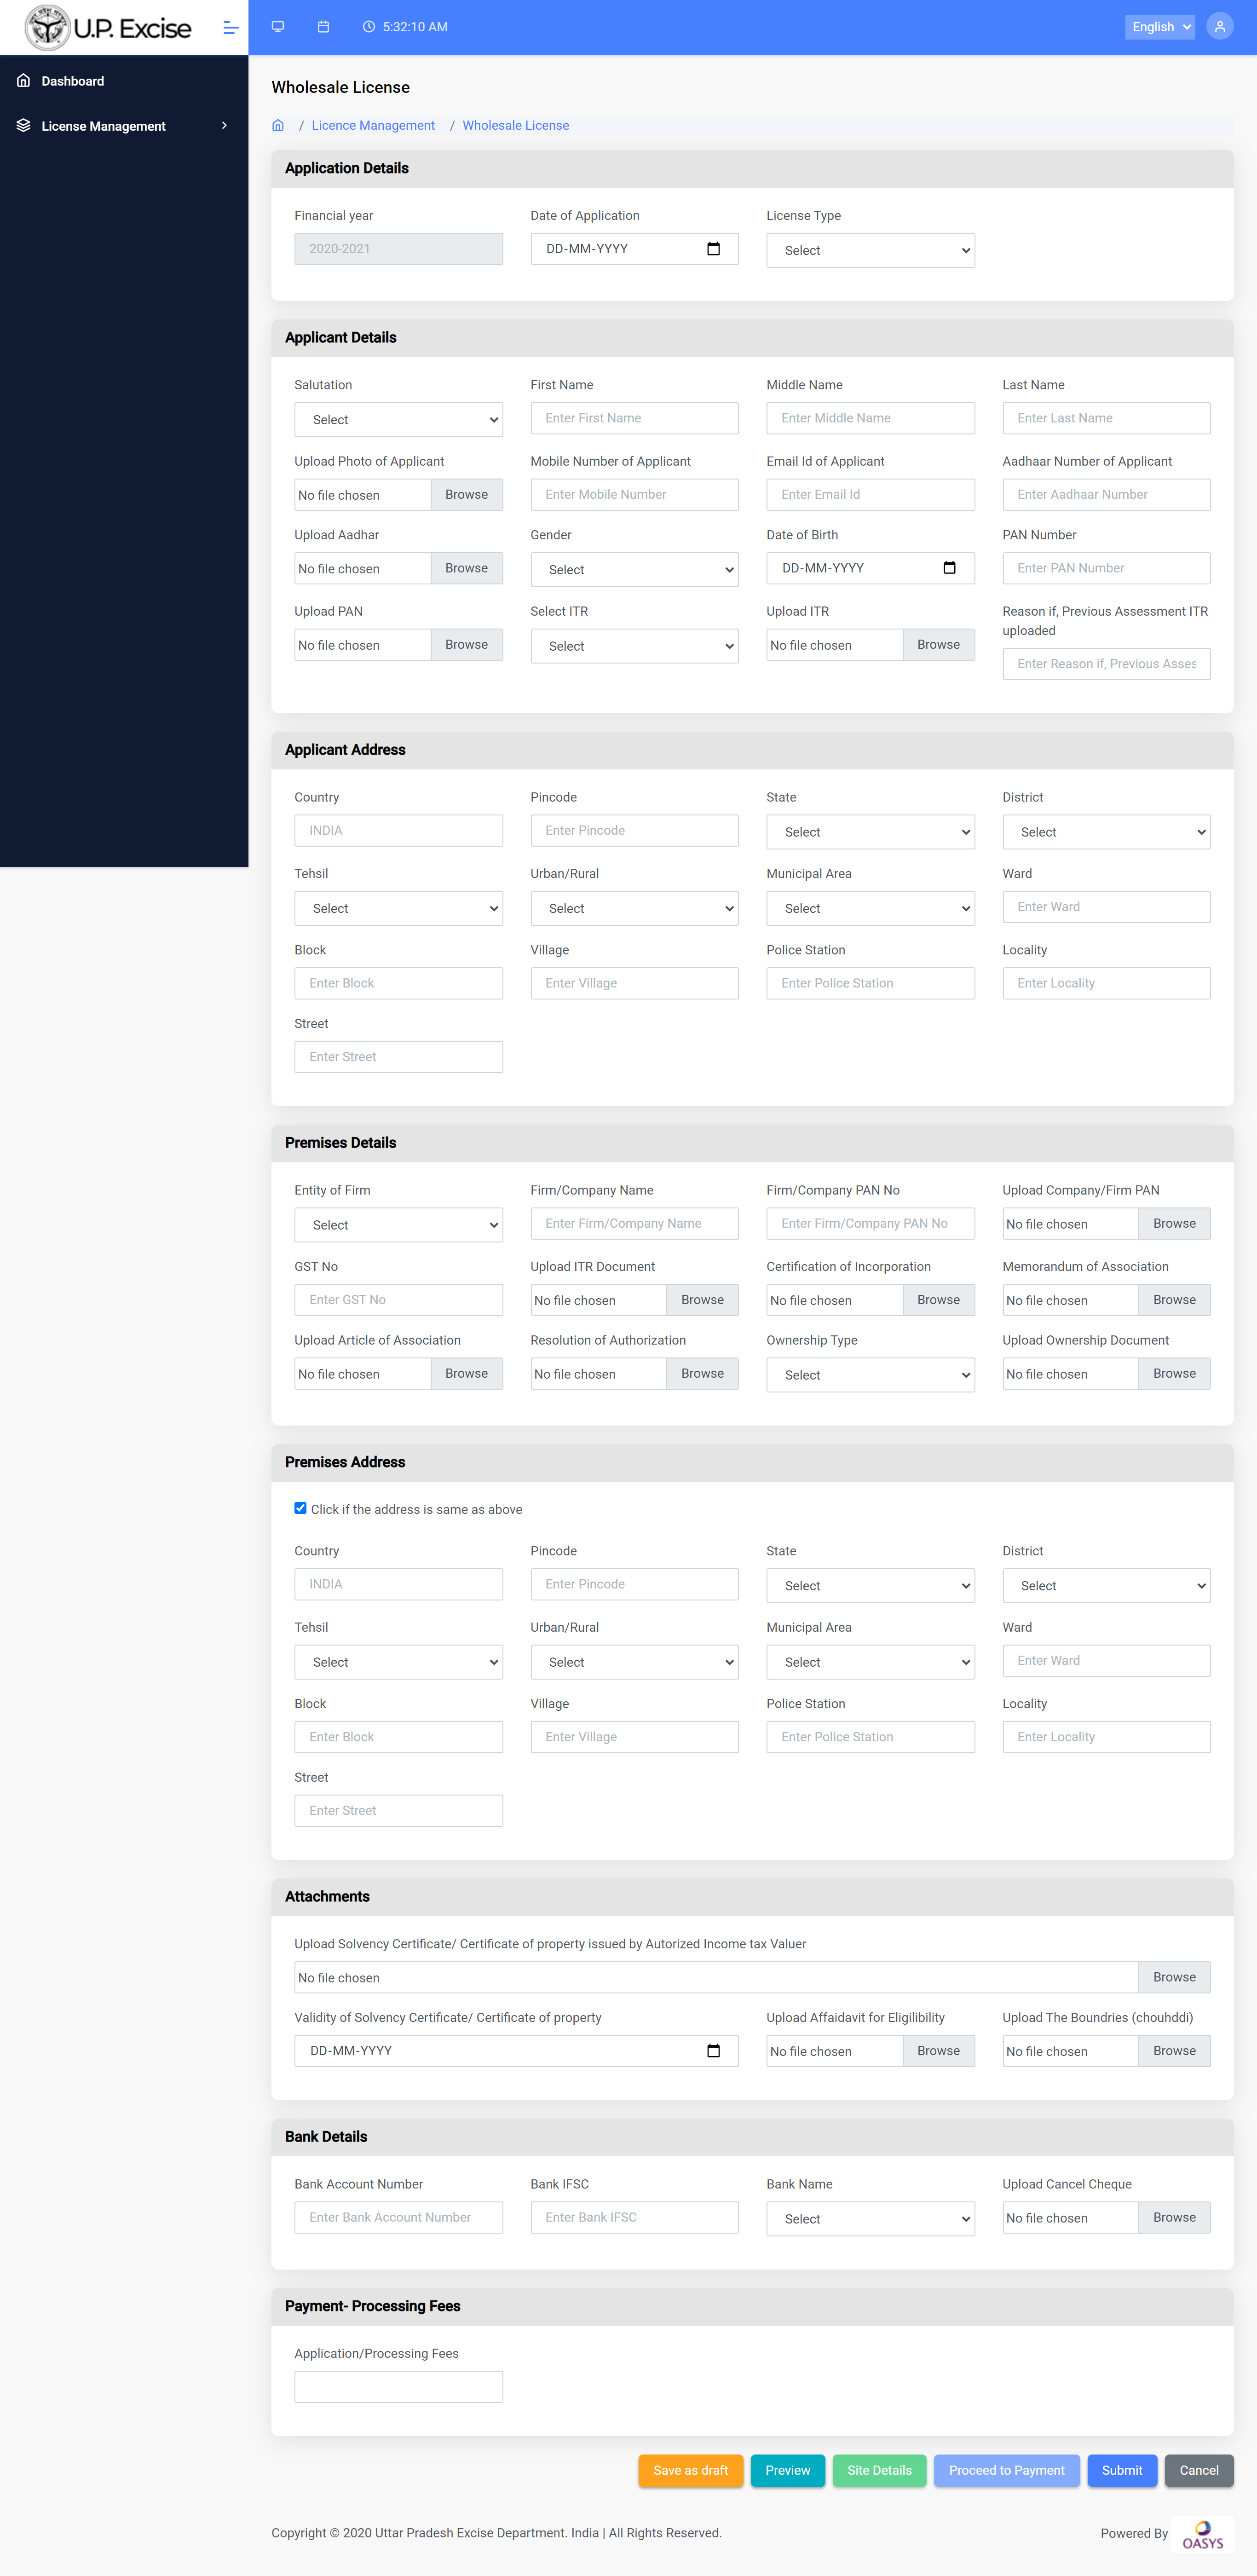 U.P. Excise
5:32:10 AM
English
Dashboard
License Management
Wholesale License
/ Licence Management / Wholesale License
Application Details
Financial year Date of Application License Type
2020-2021 DD-MM-YYYY Select
Applicant Details
Salutation First Name Middle Name Last Name
Select Enter First Name Enter Middle Name Enter Last Name
Upload Photo of Applicant Mobile Number of Applicant Email Id of Applicant Aadhaar Number of Applicant
No file chosen Browse Enter Mobile Number Enter Email Id Enter Aadhaar Number
Upload Aadhar Gender Date of Birth PAN Number
No file chosen Browse Select DD-MM-YYYY Enter PAN Number
Upload PAN Select ITR Upload ITR Reason if, Previous Assessment ITR
uploaded
No file chosen Browse Select No file chosen Browse
Enter Reason if, Previous Asses
Applicant Address
Country Pincode State District
INDIA Enter Pincode Select Select
Tehsil Urban/Rural Municipal Area Ward
Select Select Select Enter Ward
Block Village Police Station Locality
Enter Block Enter Village Enter Police Station Enter Locality
Street
Enter Street
Premises Details
Entity of Firm Firm/Company Name Firm/Company PAN No Upload Company/Firm PAN
Select Enter Firm/Company Name Enter Firm/Company PAN No No file chosen Browse
GST No Upload ITR Document Certification of Incorporation Memorandum of Association
Enter GST No No file chosen Browse No file chosen Browse No file chosen Browse
Upload Article of Association Resolution of Authorization Ownership Type Upload Ownership Document
No file chosen Browse No file chosen Browse Select No file chosen Browse
Premises Address
Click if the address is same as above
Country Pincode State District
INDIA Enter Pincode Select Select
Tehsil Urban/Rural Municipal Area Ward
Select Select Select Enter Ward
Block Village Police Station Locality
Enter Block Enter Village Enter Police Station Enter Locality
Street
Enter Street
Attachments
Upload Solvency Certificate/ Certificate of property issued by Autorized Income tax Valuer
No file chosen Browse
Validity of Solvency Certificate/ Certificate of property Upload Affaidavit for Eligilibility Upload The Boundries (chouhddi)
DD-MM-YYYY No file chosen Browse No file chosen Browse
Bank Details
Bank Account Number Bank IFSC Bank Name Upload Cancel Cheque
Enter Bank Account Number Enter Bank IFSC Select No file chosen Browse
Payment- Processing Fees
Application/Processing Fees
Save as draft Preview Site Details Proceed to Payment Submit Cancel
Copyright © 2020 Uttar Pradesh Excise Department. India | All Rights Reserved. Powered By OASYS